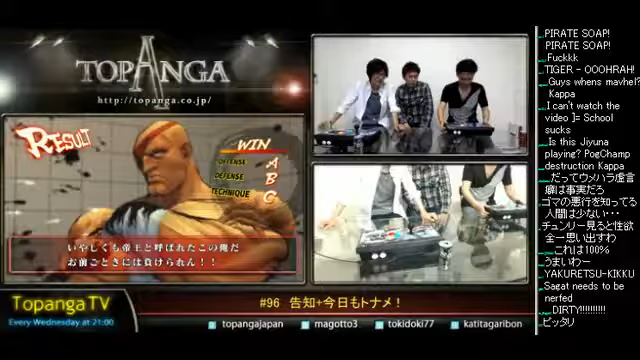 TOPANGA
http://topanga.co.jp/
RESULT
WIN
OFFENSE A
DEFENSE B
TECHNIQUE C
いやしくも帝王と呼ばれたこの俺だ
お前ごときには負けられん！！
TopangaTV
Every Wednesday at 21:00
#96 告知+今日もトナメ！
topangajapan
magotto3
tokidoki77
katitagaribon
PIRATE SOAP!
PIRATE SOAP!
Fuckkk
TIGER - OOOHRAH!
Guys whens mavhel?
Kappa
I can't watch the
video ]= School
sucks
Is this Jiyuna
playing? PogChamp
destruction Kappa
だってウメハラ虚言
癖は事実だろ
ゴマの悪行を知ってる
人間は少ない・・・
チュンリー見ると性欲
全一思い出すわ
これは100%
うまいわー
YAKURETSU-KIKKU
Sagat needs to be
nerfed
DIRTY!!!!!!!!!!
ピッタリ